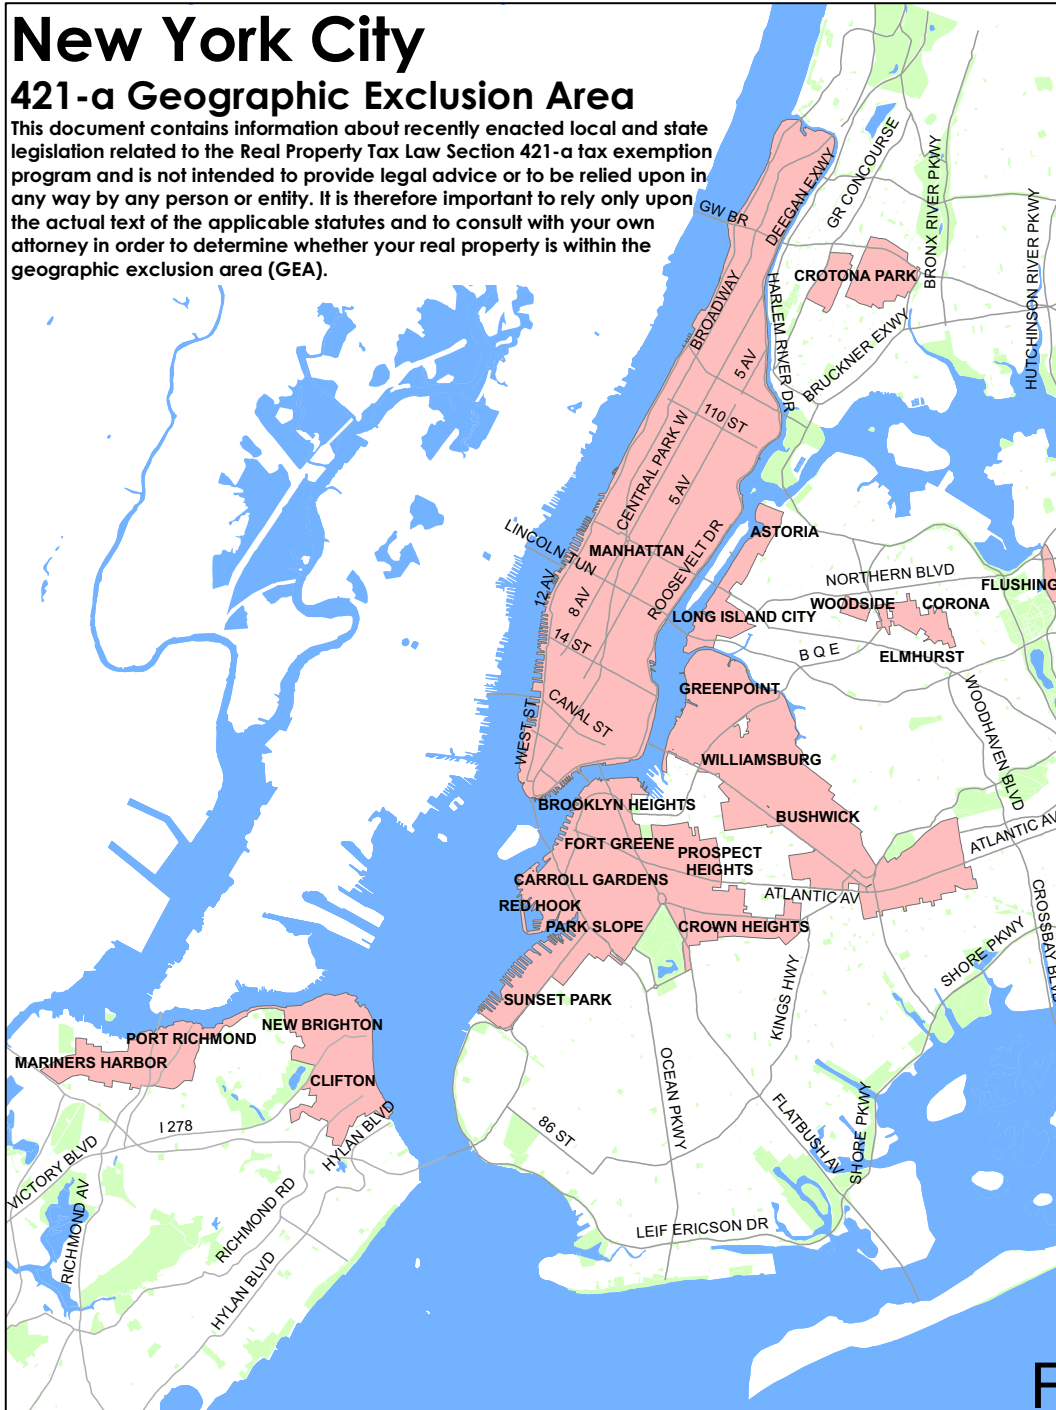 New York City
421-a Geographic Exclusion Area
This document contains information about recently enacted local and state
legislation related to the Real Property Tax Law Section 421-a tax exemption
program and is not intended to provide legal advice or to be relied upon in
any way by any person or entity. It is therefore important to rely only upon
the actual text of the applicable statutes and to consult with your own
attorney in order to determine whether your real property is within the
geographic exclusion area (GEA).
GW BR
DEEGAN EXWY
GR CONCOURSE
BRONX RIVER PKWY
HUTCHINSON RIVER PKWY
CROTONA PARK
BROADWAY
HARLEM RIVER DR
BRUCKNER EXWY
5 AV
110 ST
CENTRAL PARK W
5 AV
LINCOLN TUN
MANHATTAN
ROOSEVELT DR
ASTORIA
12 AV
8 AV
NORTHERN BLVD
FLUSHING
WOODSIDE
CORONA
LONG ISLAND CITY
14 ST
B Q E
ELMHURST
GREENPOINT
WOODHAVEN BLVD
CANAL ST
WEST ST
WILLIAMSBURG
BROOKLYN HEIGHTS
BUSHWICK
ATLANTIC AV
FORT GREENE
PROSPECT
HEIGHTS
CARROLL GARDENS
ATLANTIC AV
RED HOOK
PARK SLOPE
CROWN HEIGHTS
CROSSBAY BLVD
SHORE PKWY
KINGS HWY
SUNSET PARK
NEW BRIGHTON
PORT RICHMOND
MARINERS HARBOR
CLIFTON
OCEAN PKWY
I 278
HYLAN BLVD
86 ST
FLATBUSH AV
SHORE PKWY
VICTORY BLVD
RICHMOND AV
RICHMOND RD
LEIF ERICSON DR
HYLAN BLVD
F